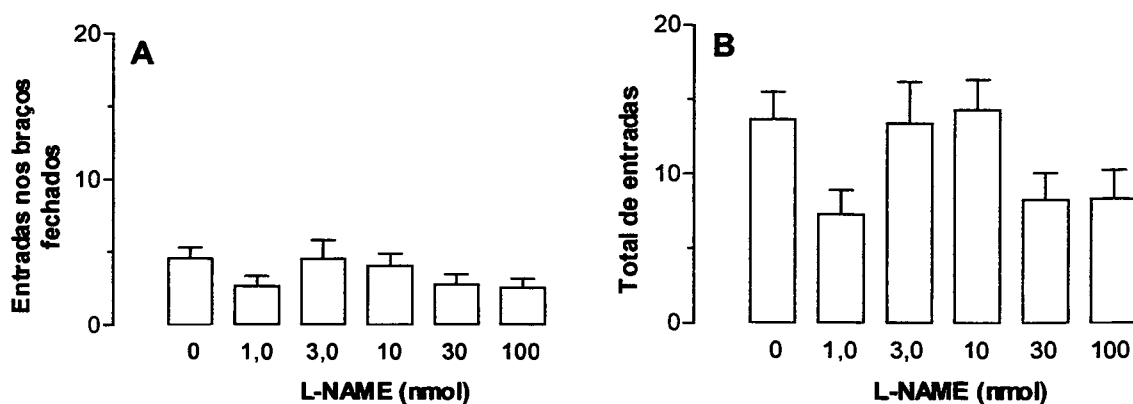 A
Entradas nos braços
fechados
20
10
0
0 1,0 3,0 10 30 100
L-NAME (nmol)
B
Total de entradas
20
10
0
0 1,0 3,0 10 30 100
L-NAME (nmol)